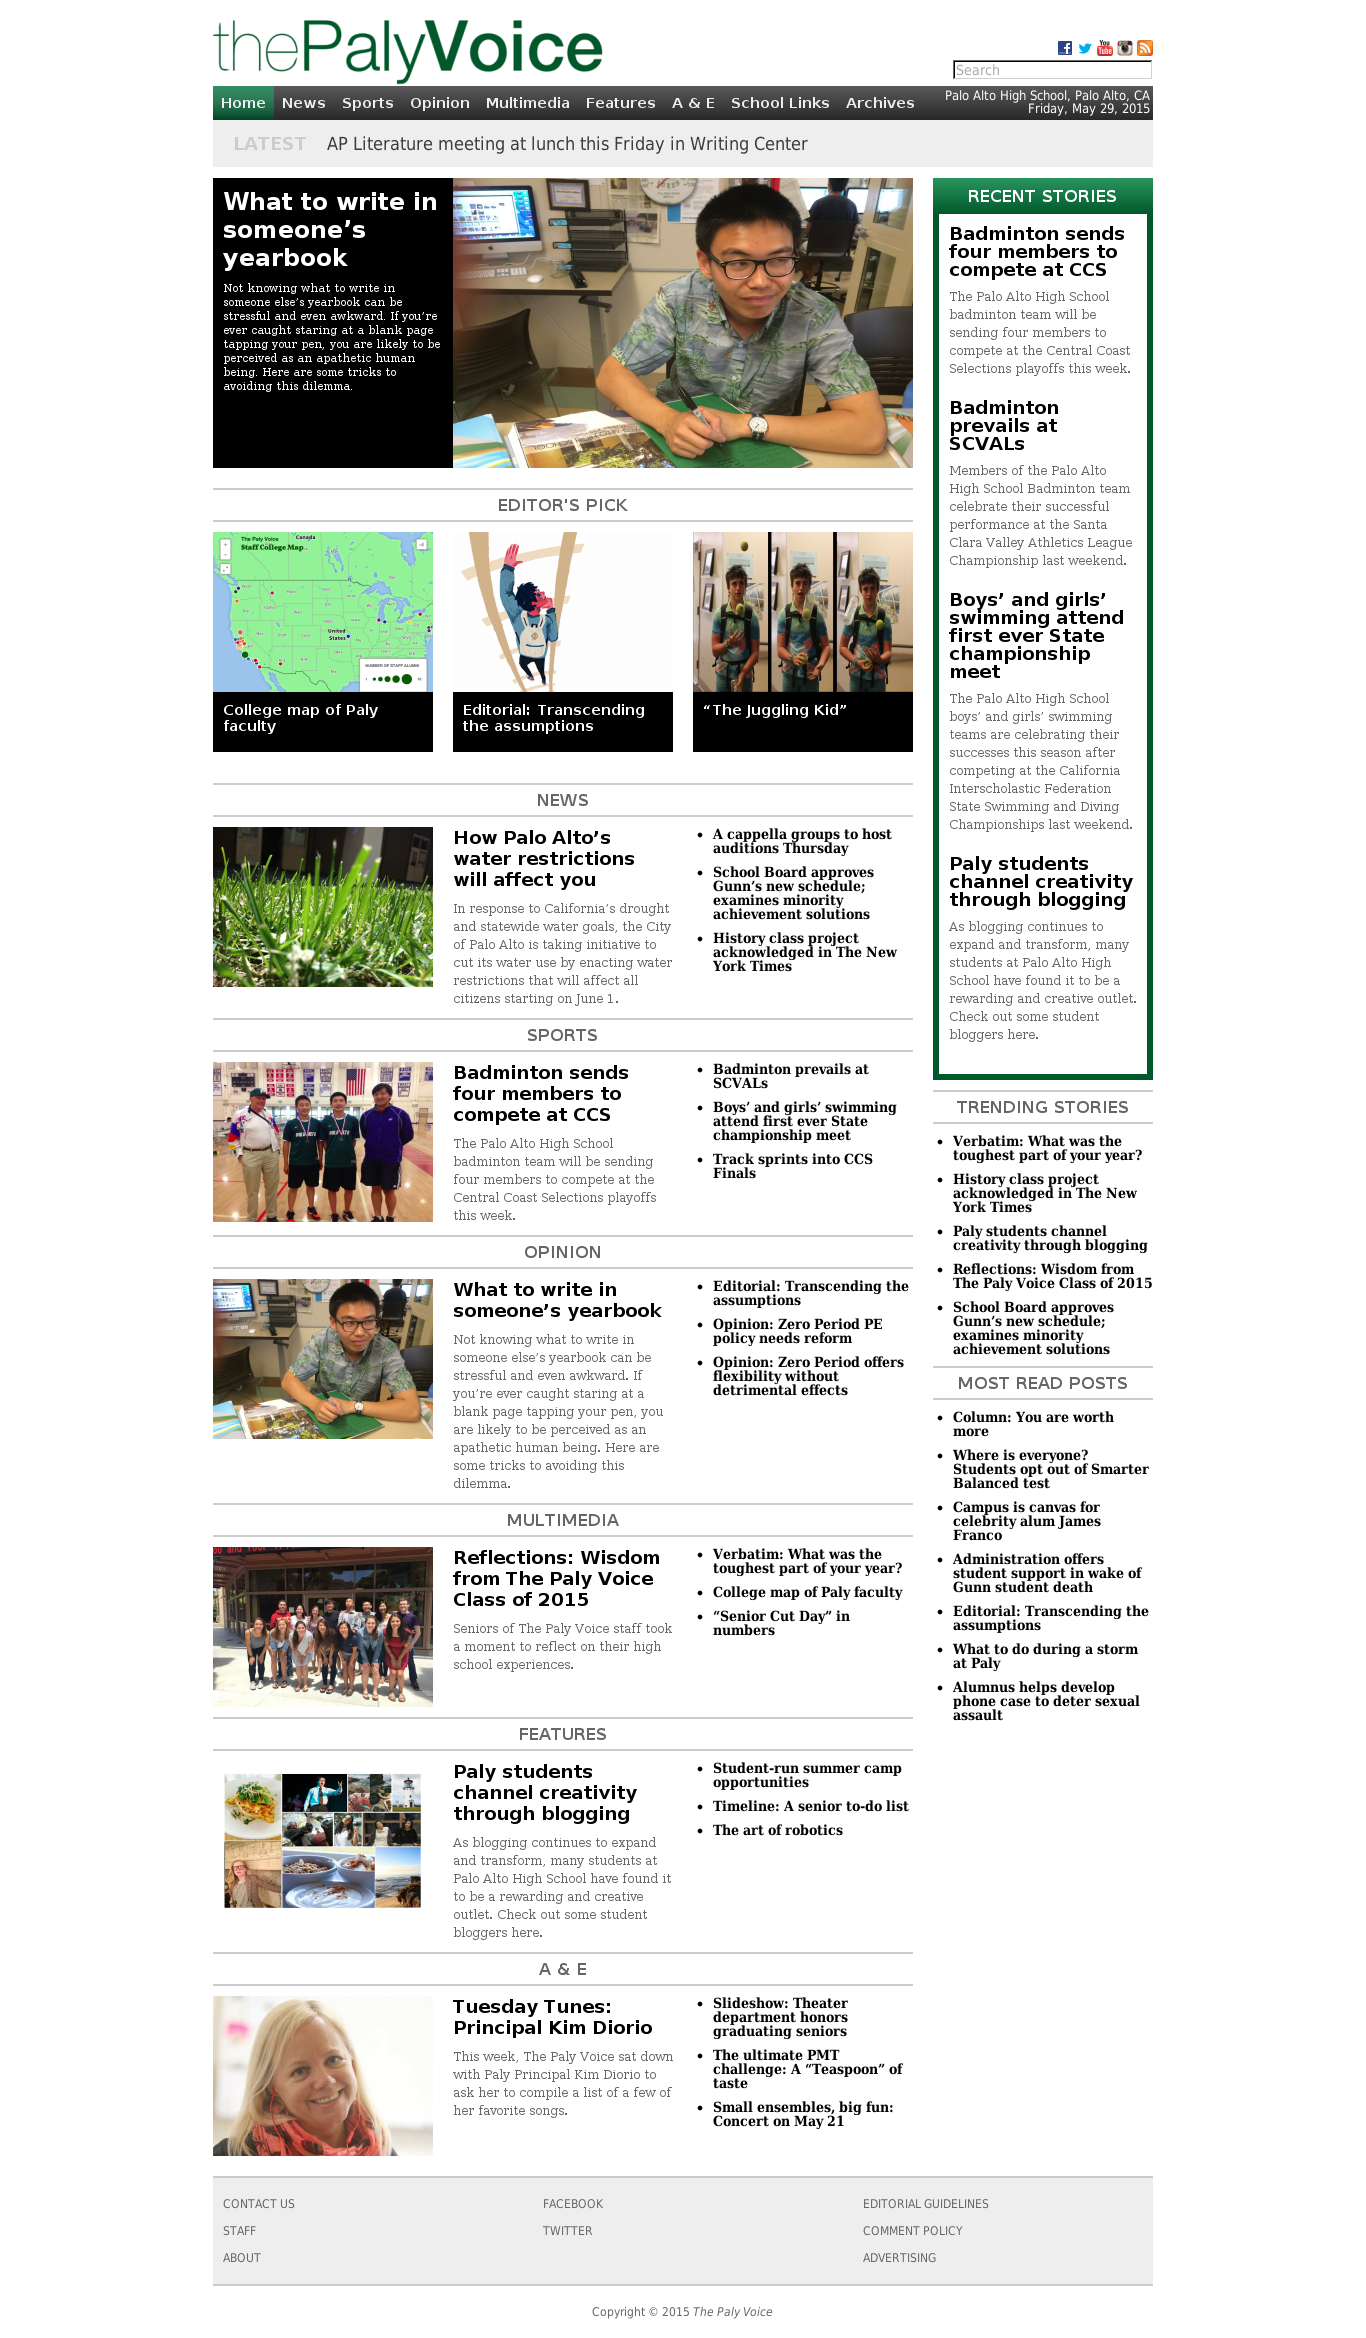 thePalyVoice
Search
Home News Sports Opinion Multimedia Features A & E School Links Archives
Palo Alto High School, Palo Alto, CA
Friday, May 29, 2015
LATEST AP Literature meeting at lunch this Friday in Writing Center
What to write in
someone’s
yearbook
Not knowing what to write in
someone else’s yearbook can be
stressful and even awkward. If you’re
ever caught staring at a blank page
tapping your pen, you are likely to be
perceived as an apathetic human
being. Here are some tricks to
avoiding this dilemma.
EDITOR'S PICK
The Paly Voice
Staff College Map
Canada
United
States
NUMBER OF STAFF ALUMNI
College map of Paly
faculty
Editorial: Transcending
the assumptions
“The Juggling Kid”
NEWS
How Palo Alto’s
water restrictions
will affect you
In response to California’s drought
and statewide water goals, the City
of Palo Alto is taking initiative to
cut its water use by enacting water
restrictions that will affect all
citizens starting on June 1.
• A cappella groups to host
auditions Thursday
• School Board approves
Gunn’s new schedule;
examines minority
achievement solutions
• History class project
acknowledged in The New
York Times
SPORTS
Badminton sends
four members to
compete at CCS
The Palo Alto High School
badminton team will be sending
four members to compete at the
Central Coast Selections playoffs
this week.
• Badminton prevails at
SCVALs
• Boys’ and girls’ swimming
attend first ever State
championship meet
• Track sprints into CCS
Finals
OPINION
What to write in
someone’s yearbook
Not knowing what to write in
someone else’s yearbook can be
stressful and even awkward. If
you’re ever caught staring at a
blank page tapping your pen, you
are likely to be perceived as an
apathetic human being. Here are
some tricks to avoiding this
dilemma.
• Editorial: Transcending the
assumptions
• Opinion: Zero Period PE
policy needs reform
• Opinion: Zero Period offers
flexibility without
detrimental effects
MULTIMEDIA
Reflections: Wisdom
from The Paly Voice
Class of 2015
Seniors of The Paly Voice staff took
a moment to reflect on their high
school experiences.
• Verbatim: What was the
toughest part of your year?
• College map of Paly faculty
• “Senior Cut Day” in
numbers
FEATURES
Paly students
channel creativity
through blogging
As blogging continues to expand
and transform, many students at
Palo Alto High School have found it
to be a rewarding and creative
outlet. Check out some student
bloggers here.
• Student-run summer camp
opportunities
• Timeline: A senior to-do list
• The art of robotics
A & E
Tuesday Tunes:
Principal Kim Diorio
This week, The Paly Voice sat down
with Paly Principal Kim Diorio to
ask her to compile a list of a few of
her favorite songs.
• Slideshow: Theater
department honors
graduating seniors
• The ultimate PMT
challenge: A “Teaspoon” of
taste
• Small ensembles, big fun:
Concert on May 21
RECENT STORIES
Badminton sends
four members to
compete at CCS
The Palo Alto High School
badminton team will be
sending four members to
compete at the Central Coast
Selections playoffs this week.
Badminton
prevails at
SCVALs
Members of the Palo Alto
High School Badminton team
celebrate their successful
performance at the Santa
Clara Valley Athletics League
Championship last weekend.
Boys’ and girls’
swimming attend
first ever State
championship
meet
The Palo Alto High School
boys’ and girls’ swimming
teams are celebrating their
successes this season after
competing at the California
Interscholastic Federation
State Swimming and Diving
Championships last weekend.
Paly students
channel creativity
through blogging
As blogging continues to
expand and transform, many
students at Palo Alto High
School have found it to be a
rewarding and creative outlet.
Check out some student
bloggers here.
TRENDING STORIES
• Verbatim: What was the
toughest part of your year?
• History class project
acknowledged in The New
York Times
• Paly students channel
creativity through blogging
• Reflections: Wisdom from
The Paly Voice Class of 2015
• School Board approves
Gunn’s new schedule;
examines minority
achievement solutions
MOST READ POSTS
• Column: You are worth
more
• Where is everyone?
Students opt out of Smarter
Balanced test
• Campus is canvas for
celebrity alum James
Franco
• Administration offers
student support in wake of
Gunn student death
• Editorial: Transcending the
assumptions
• What to do during a storm
at Paly
• Alumnus helps develop
phone case to deter sexual
assault
CONTACT US
STAFF
ABOUT
FACEBOOK
TWITTER
EDITORIAL GUIDELINES
COMMENT POLICY
ADVERTISING
Copyright © 2015 The Paly Voice